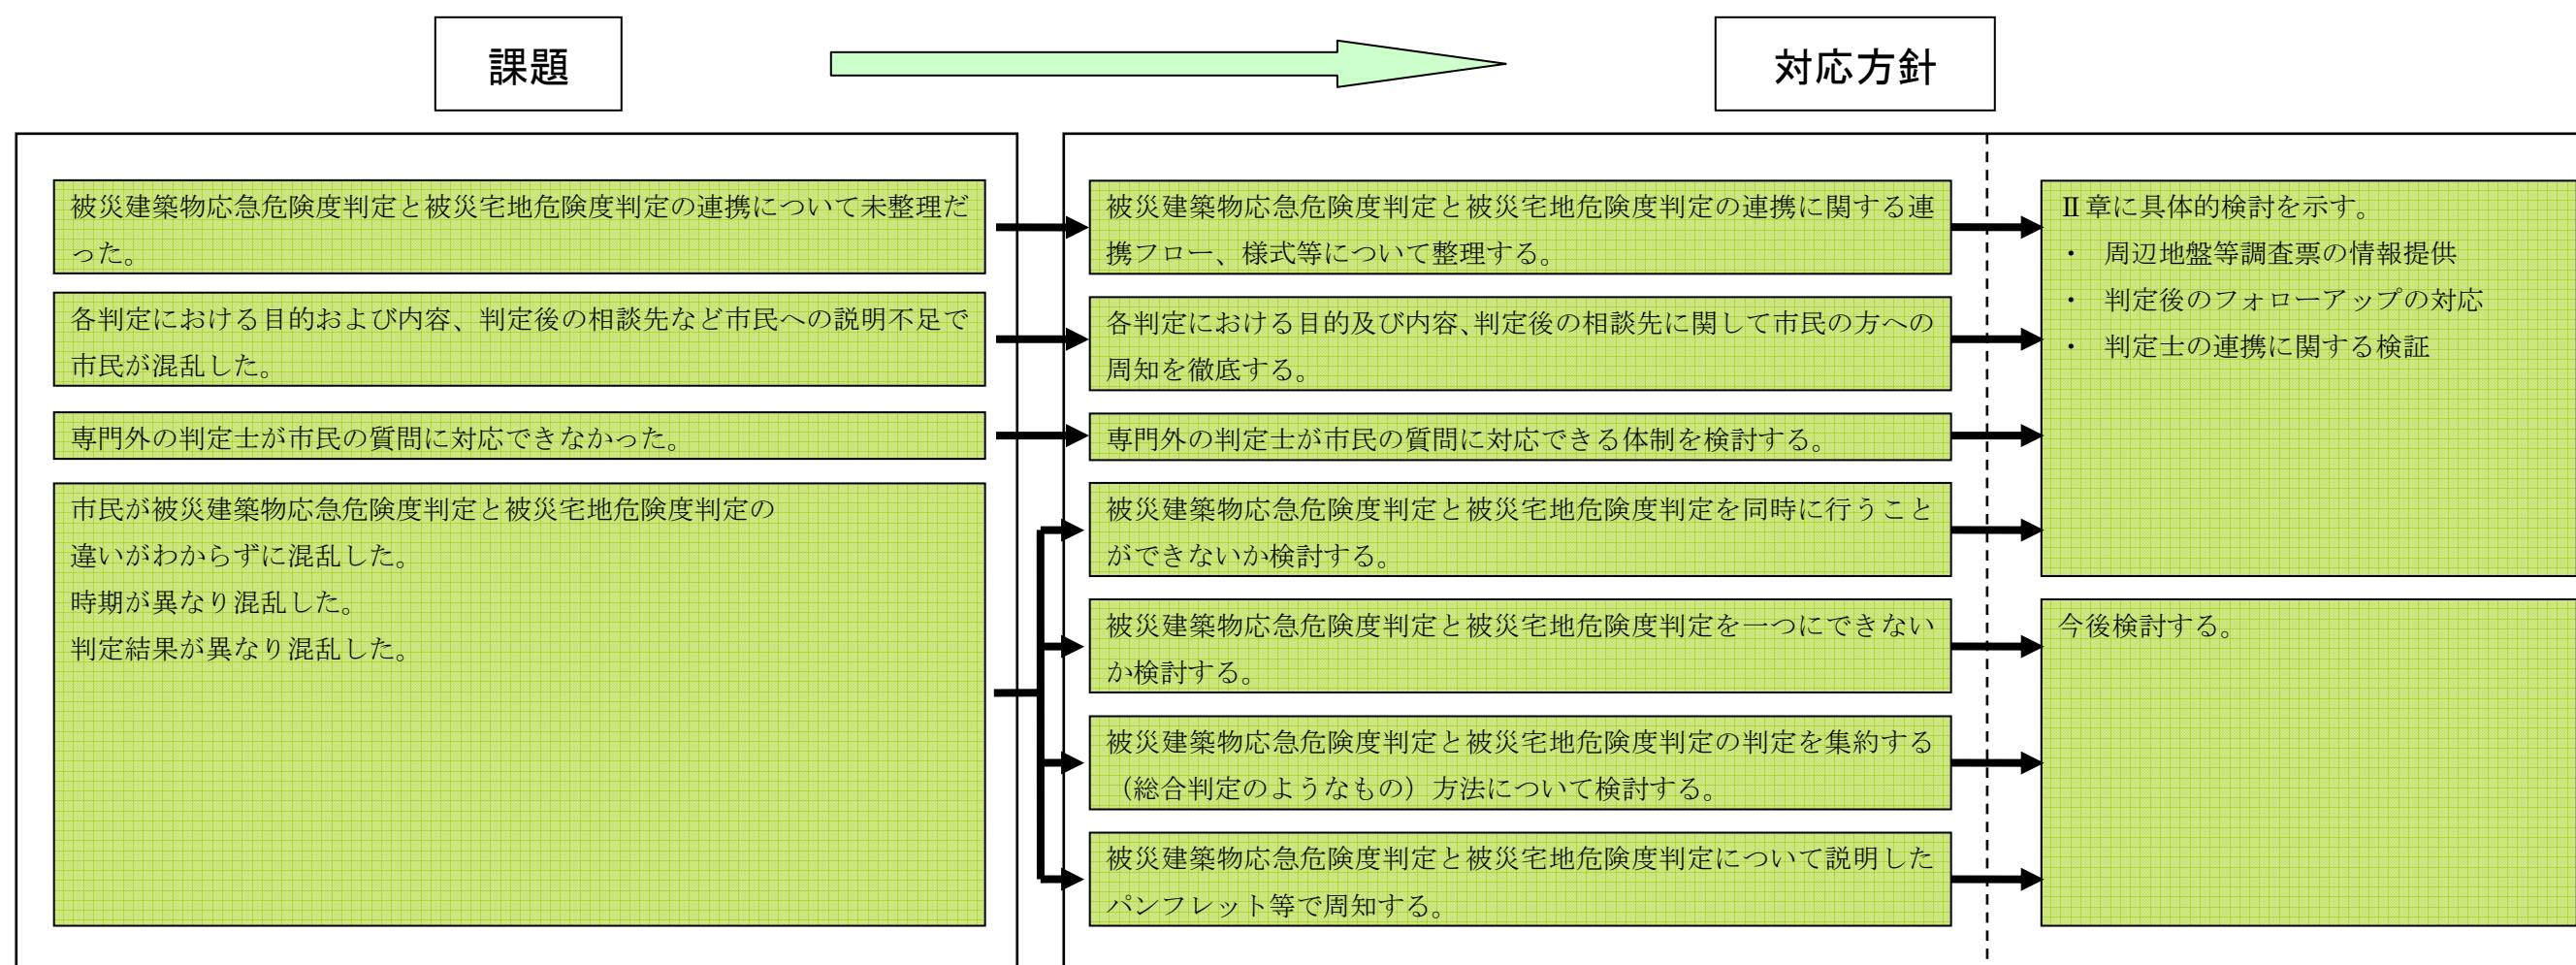 課題
対応方針
被災建築物応急危険度判定と被災宅地危険度判定の連携について未整理だ
った。
各判定における目的および内容、判定後の相談先など市民への説明不足で
市民が混乱した。
専門外の判定士が市民の質問に対応できなかった。
市民が被災建築物応急危険度判定と被災宅地危険度判定の
違いがわからずに混乱した。
時期が異なり混乱した。
判定結果が異なり混乱した。
被災建築物応急危険度判定と被災宅地危険度判定の連携に関する連
携フロー、様式等について整理する。
各判定における目的及び内容、判定後の相談先に関して市民の方への
周知を徹底する。
専門外の判定士が市民の質問に対応できる体制を検討する。
被災建築物応急危険度判定と被災宅地危険度判定を同時に行うこと
ができないか検討する。
被災建築物応急危険度判定と被災宅地危険度判定を一つにできない
か検討する。
被災建築物応急危険度判定と被災宅地危険度判定の判定を集約する
（総合判定のようなもの）方法について検討する。
被災建築物応急危険度判定と被災宅地危険度判定について説明した
パンフレット等で周知する。
Ⅱ章に具体的検討を示す。
・ 周辺地盤等調査票の情報提供
・ 判定後のフォローアップの対応
・ 判定士の連携に関する検証
今後検討する。